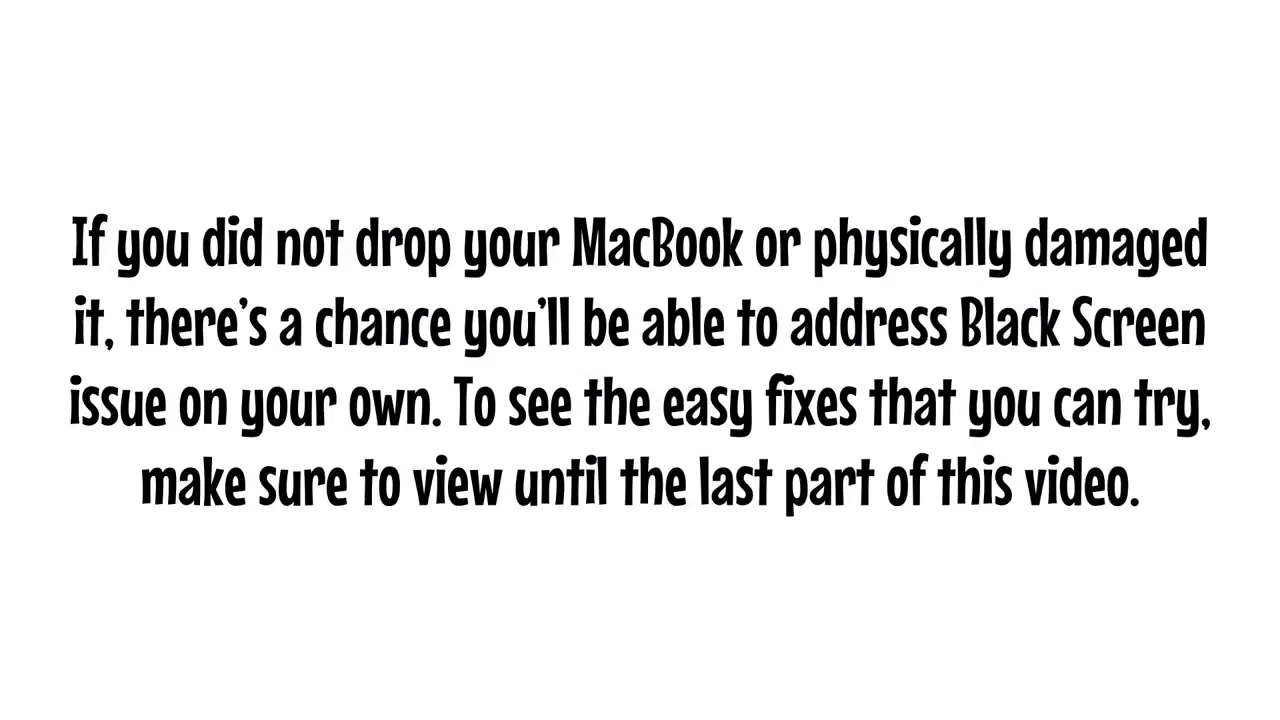 If you did not drop your MacBook or physically damaged
it, there's a chance you'll be able to address Black Screen
issue on your own. To see the easy fixes that you can try,
make sure to view until the last part of this video.